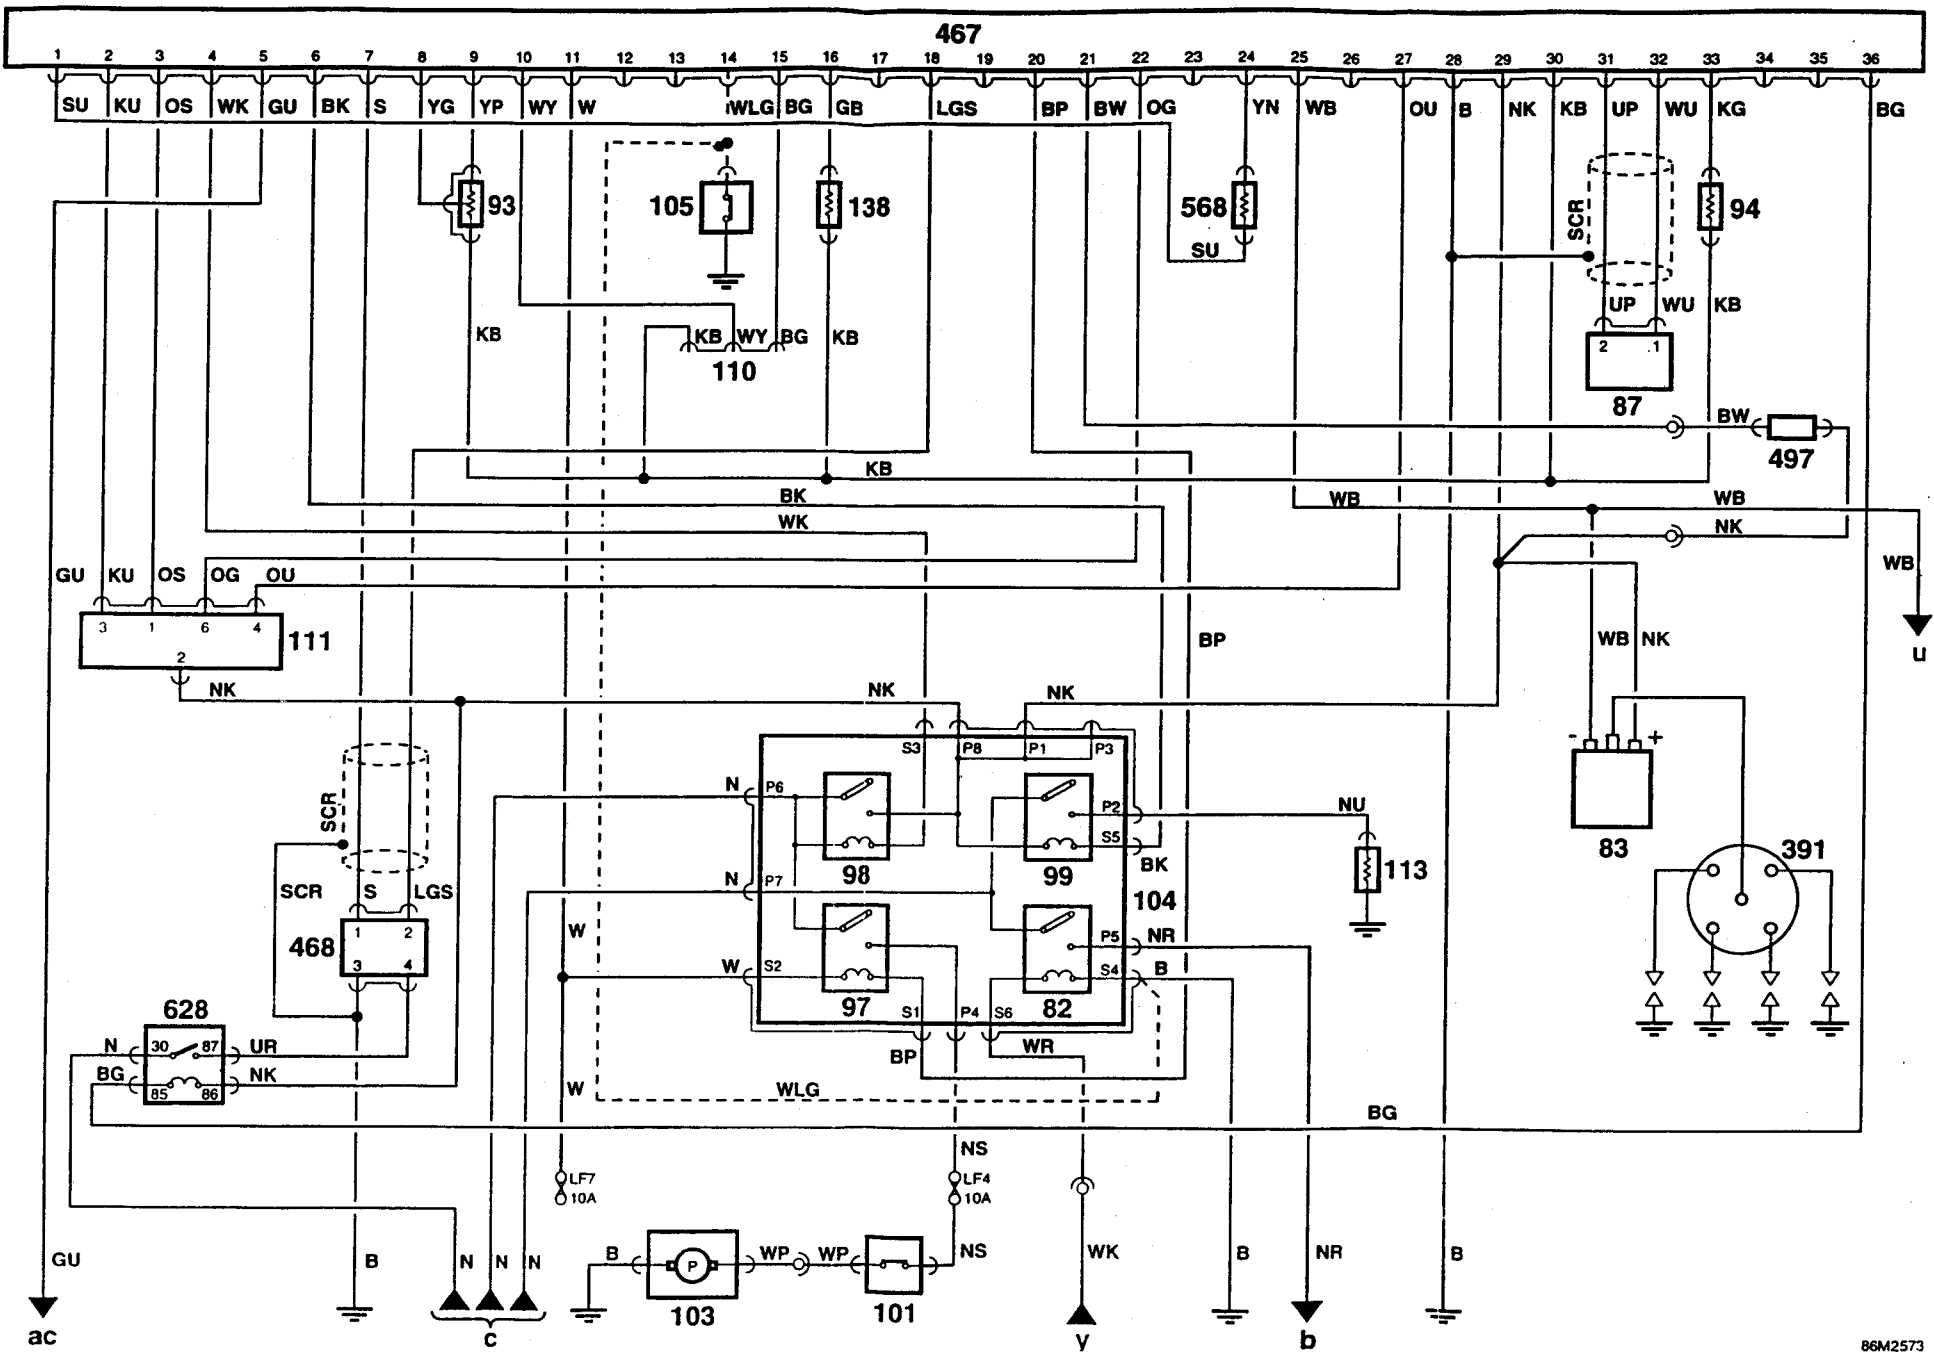 467
1 2 3 4 5 6 7 8 9 10 11 12 13 14 15 16 17 18 19 20 21 22 23 24 25 26 27 28 29 30 31 32 33 34 35 36
SU KU OS WK GU BK S YG YP WY W WLG BG GB LGS BP BW OG YN WB OU B NK KB UP WU KG BG
93 105 138 568 SCR 94
SU
UP WU KB
KB KB WY BG KB
2 1
110
87
BW
497
KB
BK WB WB
WK NK
GU KU OS OG OU WB
3 1 6 4
111
2
BP WB NK
u
NK NK NK
S3 P8 P1 P3
- +
N P6 P2 NU
SCR
S5
83 391
98 99 BK
113
N P7
SCR S LGS
104
1 2
468
W
P5 NR
3 4
W S2 S4 B
97 82
628
S1 P4 S6
N 30 87 UR
BP WR
BG 85 86 NK
W WLG
BG
NS
LF7 LF4
10A 10A
GU B N N N B WP WP NS WK B NR B
P
103 101
ac c y b
86M2573